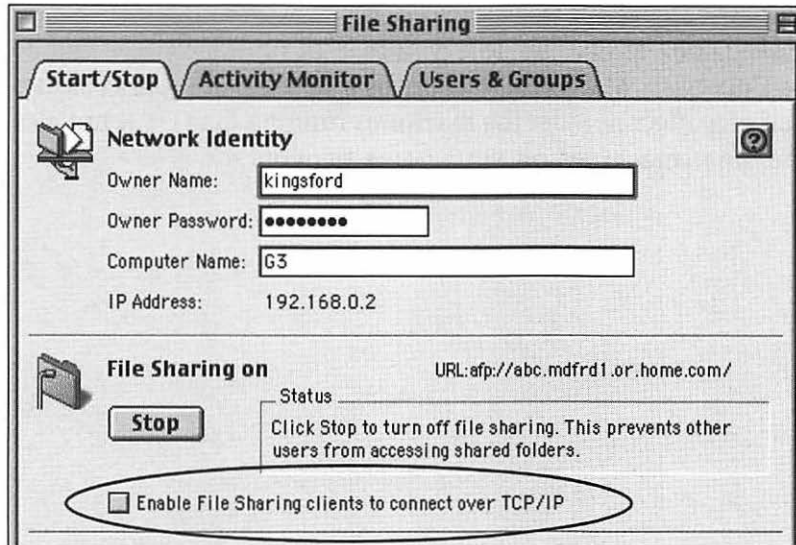 File Sharing
Start/Stop Activity Monitor Users & Groups
Network Identity
Owner Name: kingsford
Owner Password: ••••••••
Computer Name: G3
IP Address: 192.168.0.2
File Sharing on URL:afp://abc.mdfrd1.or.home.com/
Status
Stop
Click Stop to turn off file sharing. This prevents other
users from accessing shared folders.
Enable File Sharing clients to connect over TCP/IP